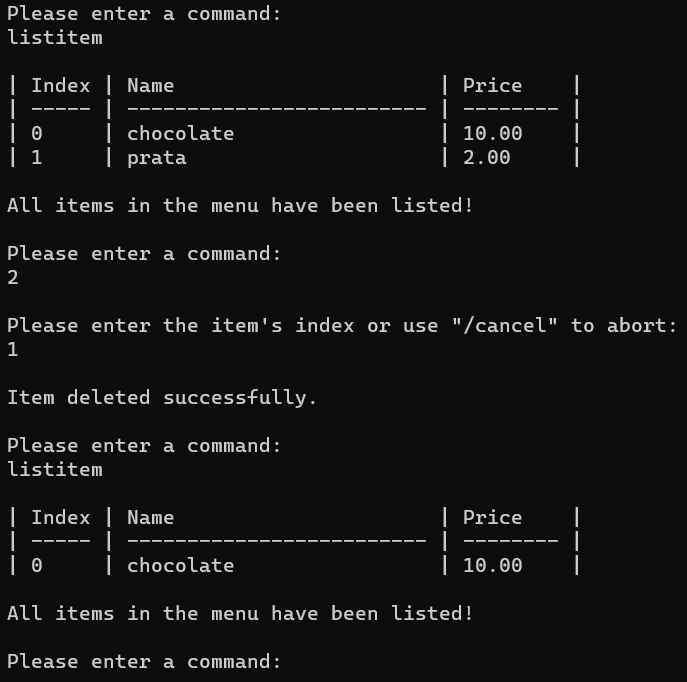 Please enter a command:
listitem
| Index | Name                      | Price    |
| ----- | ------------------------- | -------- |
| 0     | chocolate                 | 10.00    |
| 1     | prata                     | 2.00     |
All items in the menu have been listed!
Please enter a command:
2
Please enter the item's index or use "/cancel" to abort:
1
Item deleted successfully.
Please enter a command:
listitem
| Index | Name                      | Price    |
| ----- | ------------------------- | -------- |
| 0     | chocolate                 | 10.00    |
All items in the menu have been listed!
Please enter a command: